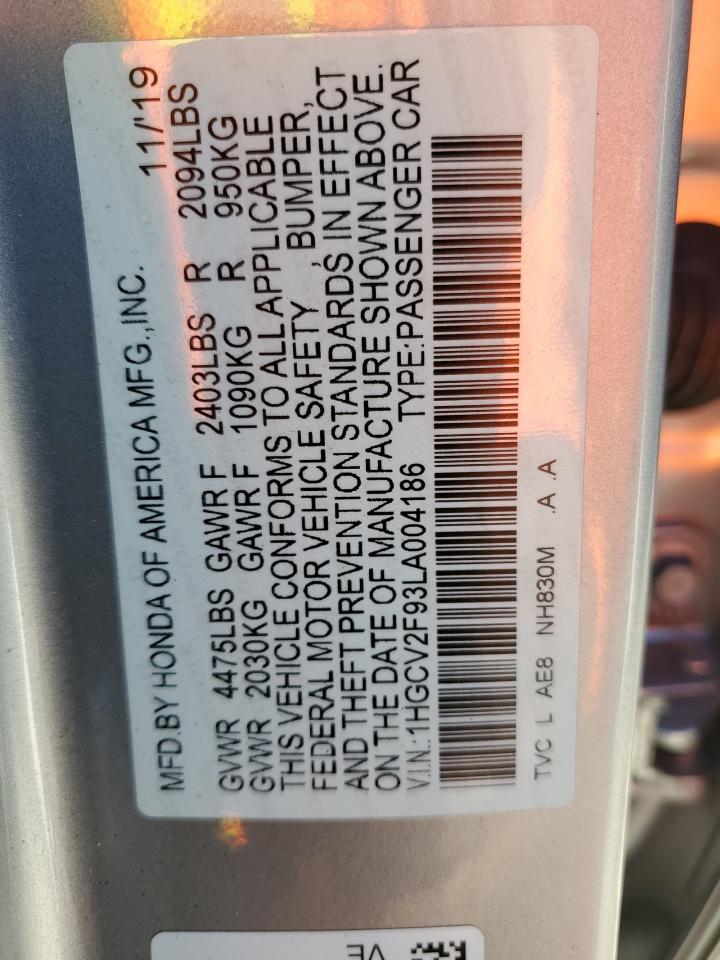 MFD.BY HONDA OF AMERICA MFG.,INC. 11/'19
GVWR 4475LBS GAWR F 2403LBS R 2094LBS
GVWR 2030KG GAWR F 1090KG R 950KG
THIS VEHICLE CONFORMS TO ALL APPLICABLE
FEDERAL MOTOR VEHICLE SAFETY , BUMPER,
AND THEFT PREVENTION STANDARDS IN EFFECT
ON THE DATE OF MANUFACTURE SHOWN ABOVE.
V.I.N.: 1HGCV2F93LA004186 TYPE:PASSENGER CAR
TVC L AE8 NH830M .A .A
VE